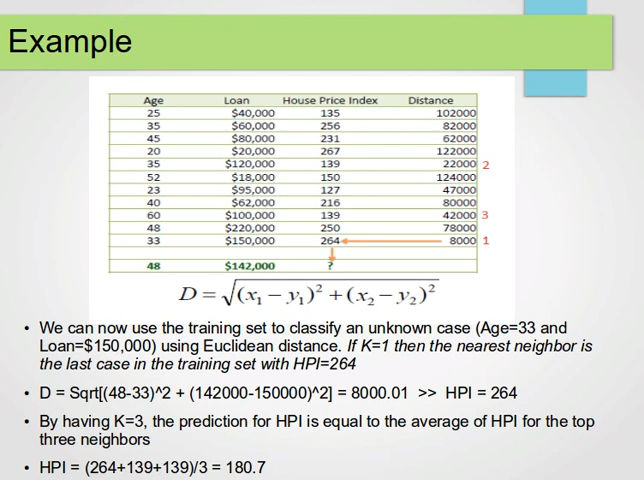 Example
Age Loan House Price Index Distance
25 $40,000 135 102000
35 $60,000 256 82000
45 $80,000 231 62000
20 $20,000 267 122000
35 $120,000 139 22000 2
52 $18,000 150 124000
23 $95,000 127 47000
40 $62,000 216 80000
60 $100,000 139 42000 3
48 $220,000 250 78000
33 $150,000 264 8000 1
48 $142,000 ?
D = √(x₁ − y₁)² + (x₂ − y₂)²
• We can now use the training set to classify an unknown case (Age=33 and
Loan=$150,000) using Euclidean distance. If K=1 then the nearest neighbor is
the last case in the training set with HPI=264
• D = Sqrt[(48-33)^2 + (142000-150000)^2] = 8000.01 >> HPI = 264
• By having K=3, the prediction for HPI is equal to the average of HPI for the top
three neighbors
• HPI = (264+139+139)/3 = 180.7